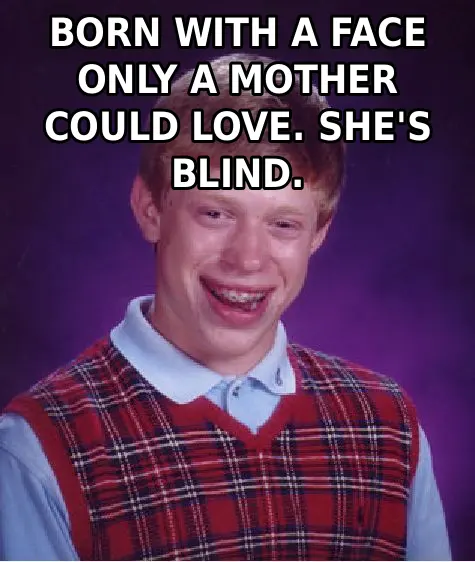 BORN WITH A FACE
ONLY A MOTHER
COULD LOVE. SHE'S
BLIND.